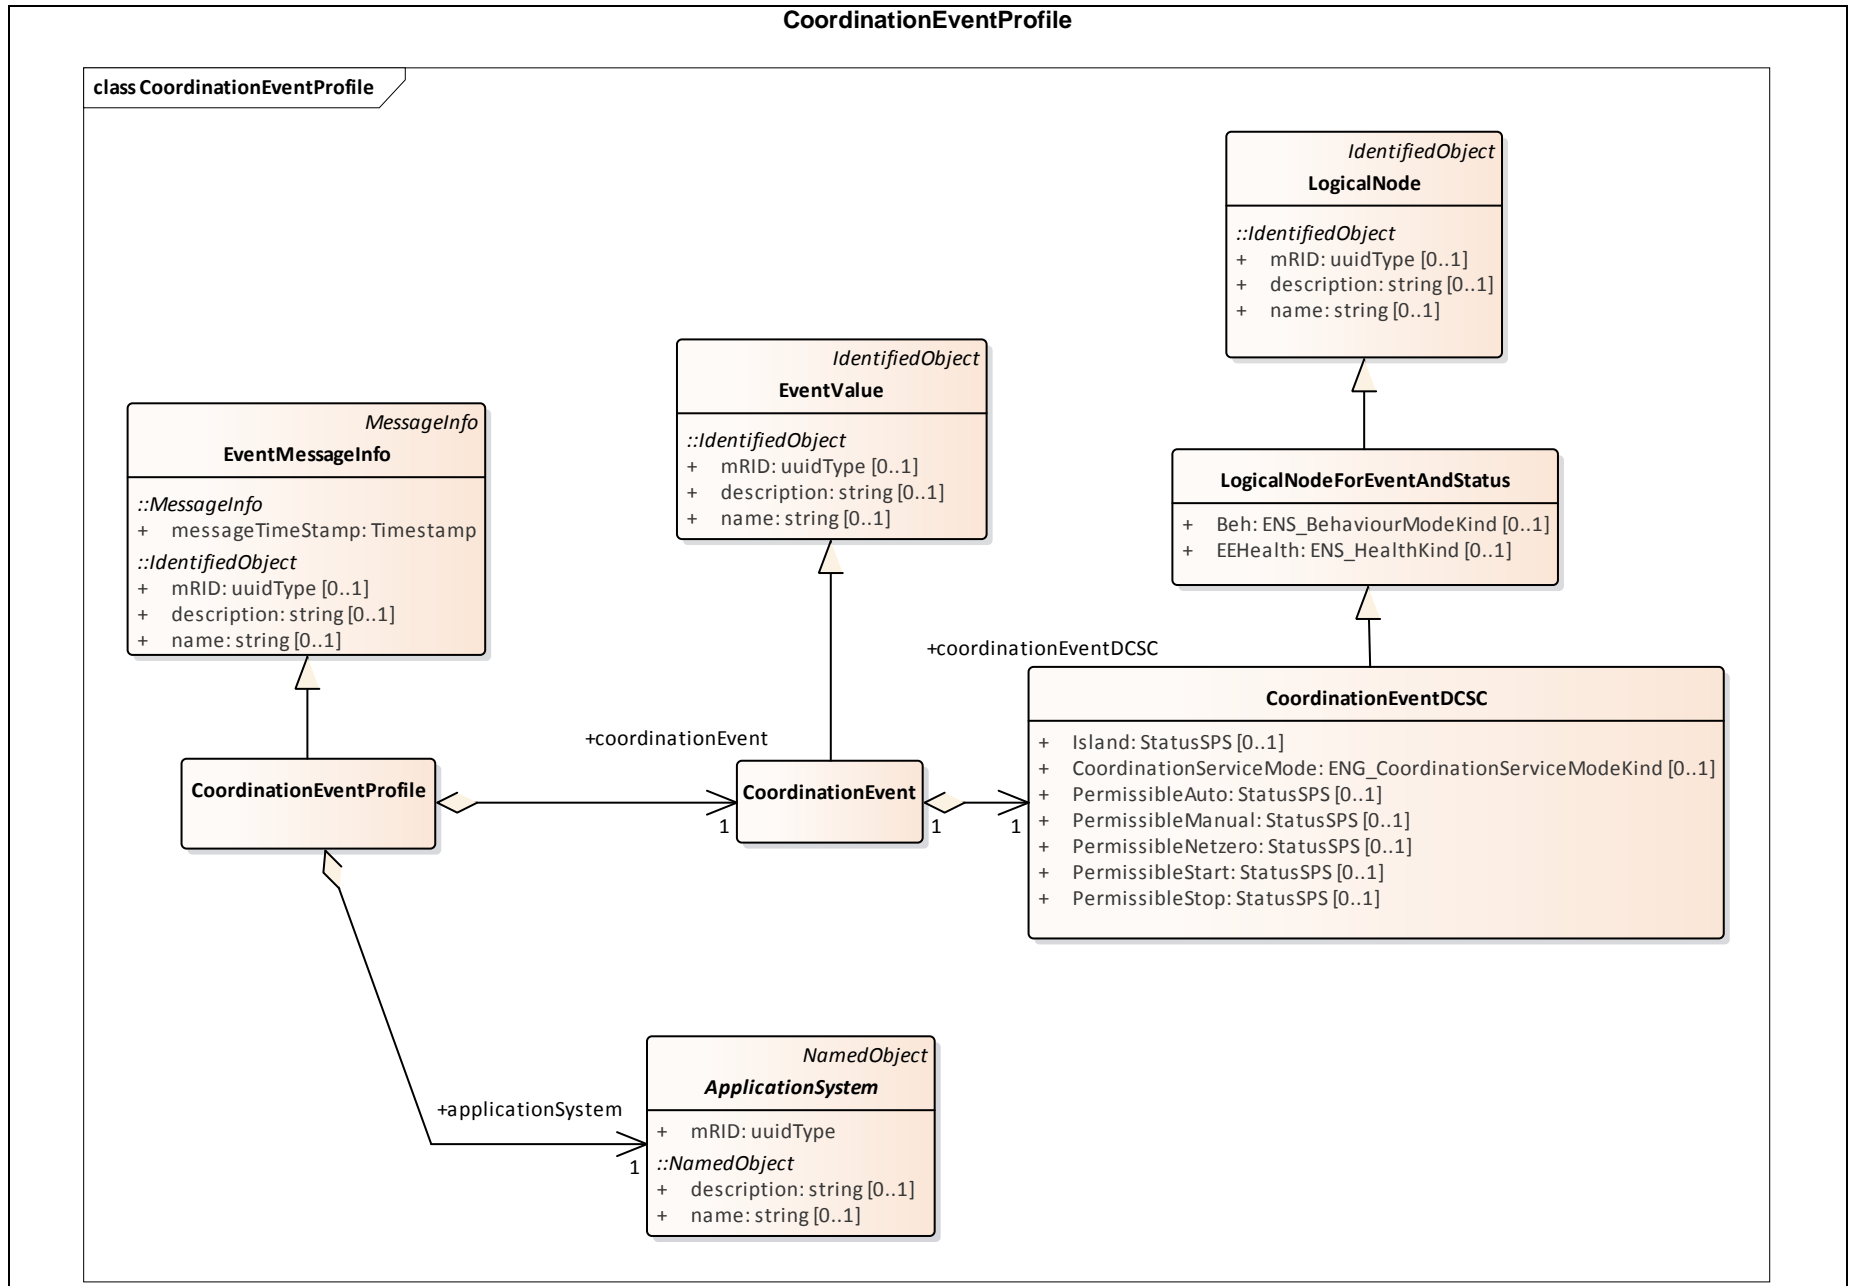 CoordinationEventProfile
class CoordinationEventProfile
IdentifiedObject
LogicalNode
::IdentifiedObject
+ mRID: uuidType [0..1]
+ description: string [0..1]
+ name: string [0..1]
IdentifiedObject
EventValue
::IdentifiedObject
+ mRID: uuidType [0..1]
+ description: string [0..1]
+ name: string [0..1]
MessageInfo
EventMessageInfo
::MessageInfo
+ messageTimeStamp: Timestamp
::IdentifiedObject
+ mRID: uuidType [0..1]
+ description: string [0..1]
+ name: string [0..1]
LogicalNodeForEventAndStatus
+ Beh: ENS_BehaviourModeKind [0..1]
+ EEHealth: ENS_HealthKind [0..1]
+coordinationEventDCSC
CoordinationEventDCSC
+ Island: StatusSPS [0..1]
+ CoordinationServiceMode: ENG_CoordinationServiceModeKind [0..1]
+ PermissibleAuto: StatusSPS [0..1]
+ PermissibleManual: StatusSPS [0..1]
+ PermissibleNetzero: StatusSPS [0..1]
+ PermissibleStart: StatusSPS [0..1]
+ PermissibleStop: StatusSPS [0..1]
+coordinationEvent
CoordinationEventProfile
1
CoordinationEvent
1
1
NamedObject
ApplicationSystem
+ mRID: uuidType
::NamedObject
+ description: string [0..1]
+ name: string [0..1]
+applicationSystem
1